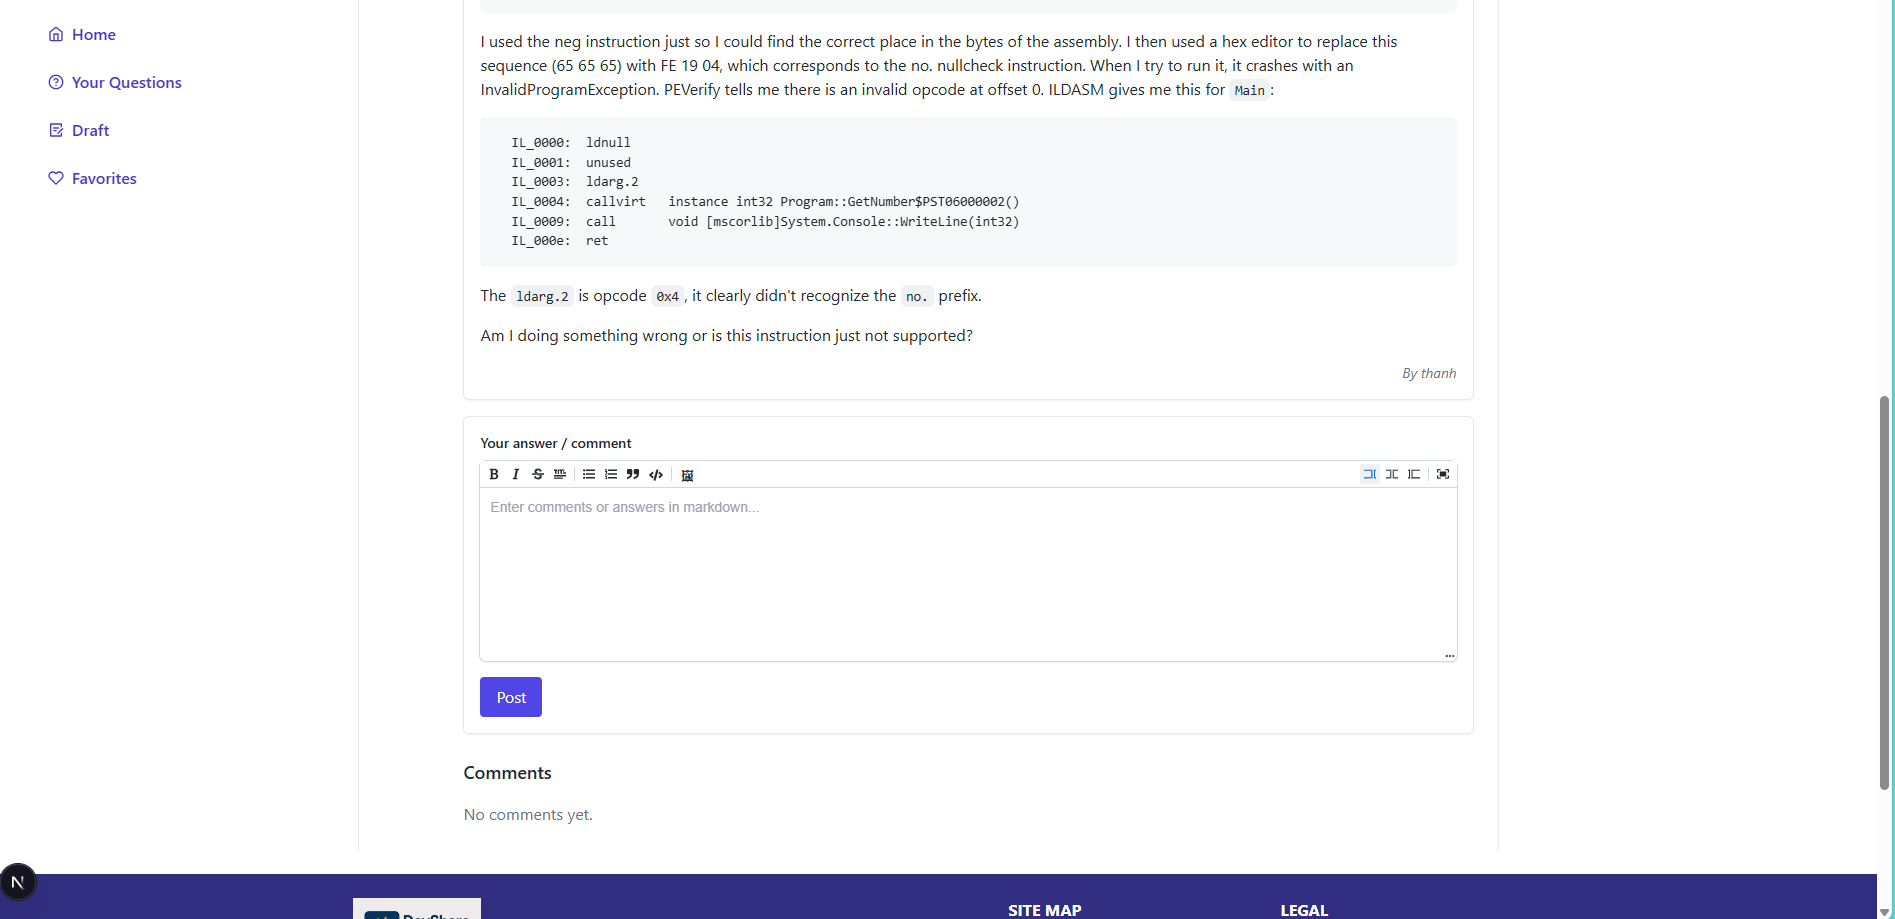 Home
Your Questions
Draft
Favorites
I used the neg instruction just so I could find the correct place in the bytes of the assembly. I then used a hex editor to replace this
sequence (65 65 65) with FE 19 04, which corresponds to the no. nullcheck instruction. When I try to run it, it crashes with an
InvalidProgramException. PEVerify tells me there is an invalid opcode at offset 0. ILDASM gives me this for Main:
IL_0000:  ldnull
IL_0001:  unused
IL_0003:  ldarg.2
IL_0004:  callvirt   instance int32 Program::GetNumber$PST06000002()
IL_0009:  call       void [mscorlib]System.Console::WriteLine(int32)
IL_000e:  ret
The ldarg.2 is opcode 0x4, it clearly didn't recognize the no. prefix.
Am I doing something wrong or is this instruction just not supported?
By thanh
Your answer / comment
Enter comments or answers in markdown...
Post
Comments
No comments yet.
N
DevShare
SITE MAP
LEGAL